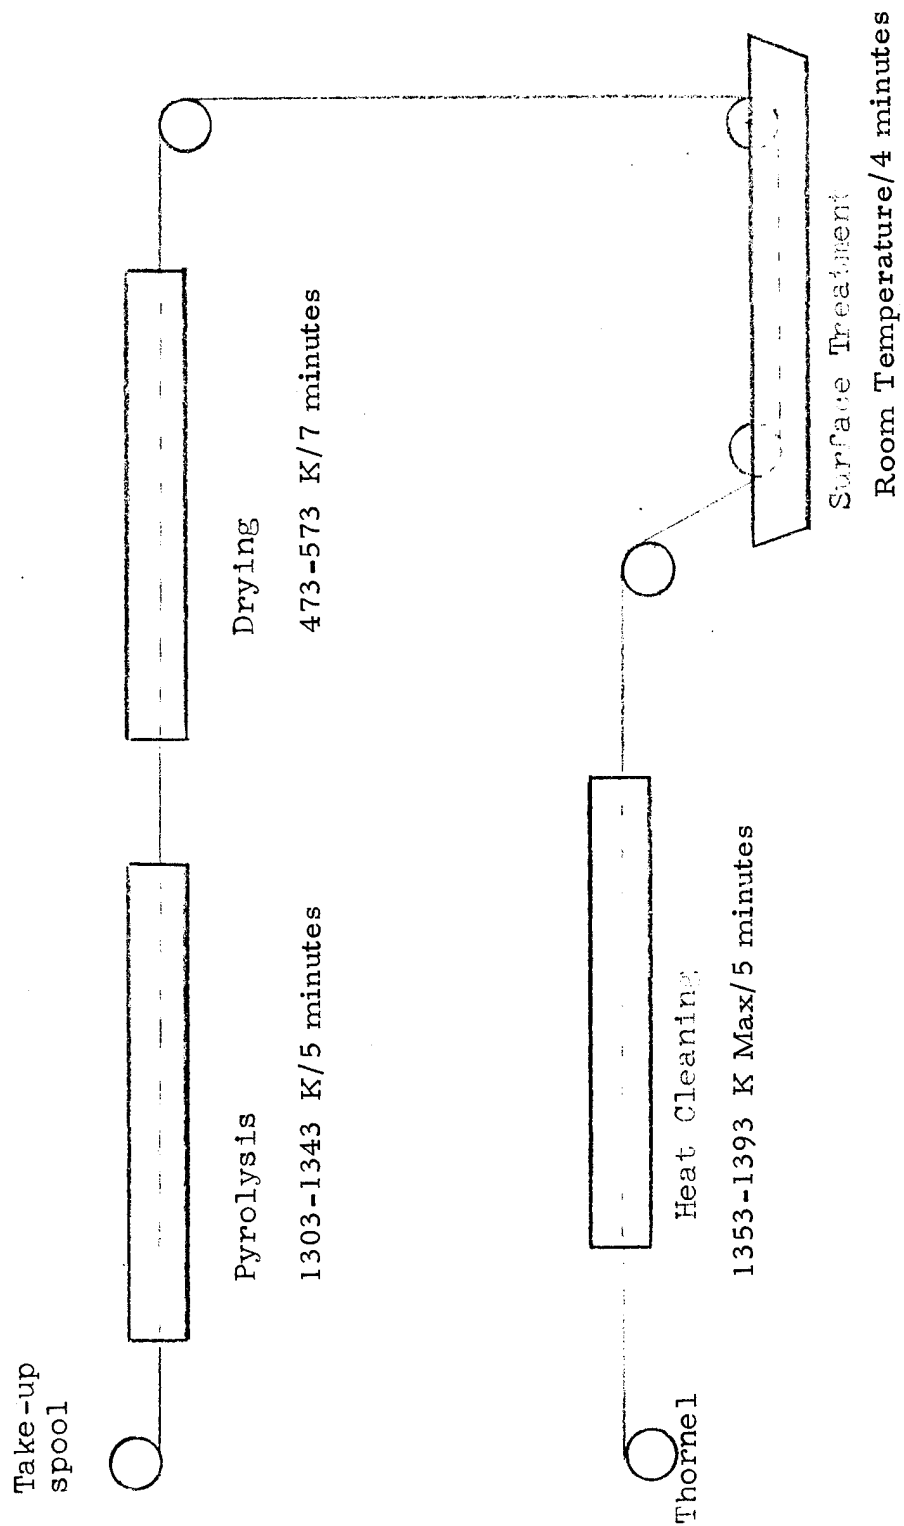 Take-up
spool
Pyrolysis
1303-1343 K/5 minutes
Drying
473-573 K/7 minutes
Thornel
Heat Cleaning
1353-1393 K Max/5 minutes
Surface Treatment
Room Temperature/4 minutes